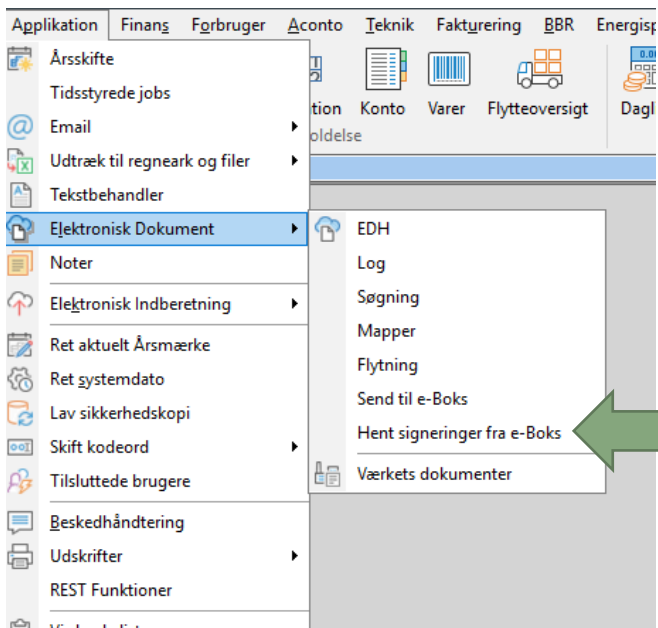 Applikation Finans Forbruger Aconto Teknik Fakturering BBR Energisp
Årsskifte
Tidsstyrede jobs
Email
Udtræk til regneark og filer
Tekstbehandler
Elektronisk Dokument
Noter
Elektronisk Indberetning
Ret aktuelt Årsmærke
Ret systemdato
Lav sikkerhedskopi
Skift kodeord
Tilsluttede brugere
Beskedhåndtering
Udskrifter
REST Funktioner
tion Konto Varer Flytteoversigt Dagl
oldelse
EDH
Log
Søgning
Mapper
Flytning
Send til e-Boks
Hent signeringer fra e-Boks
Værkets dokumenter